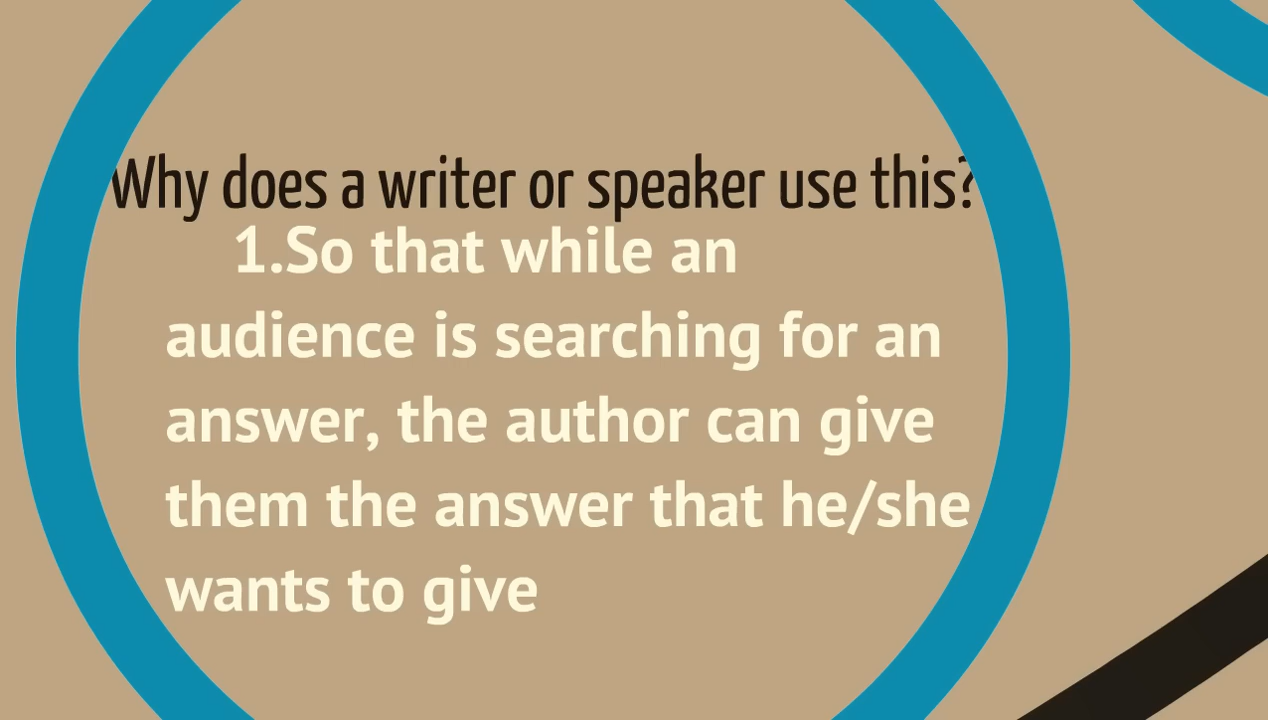 Why does a writer or speaker use this?
1.So that while an
audience is searching for an
answer, the author can give
them the answer that he/she
wants to give